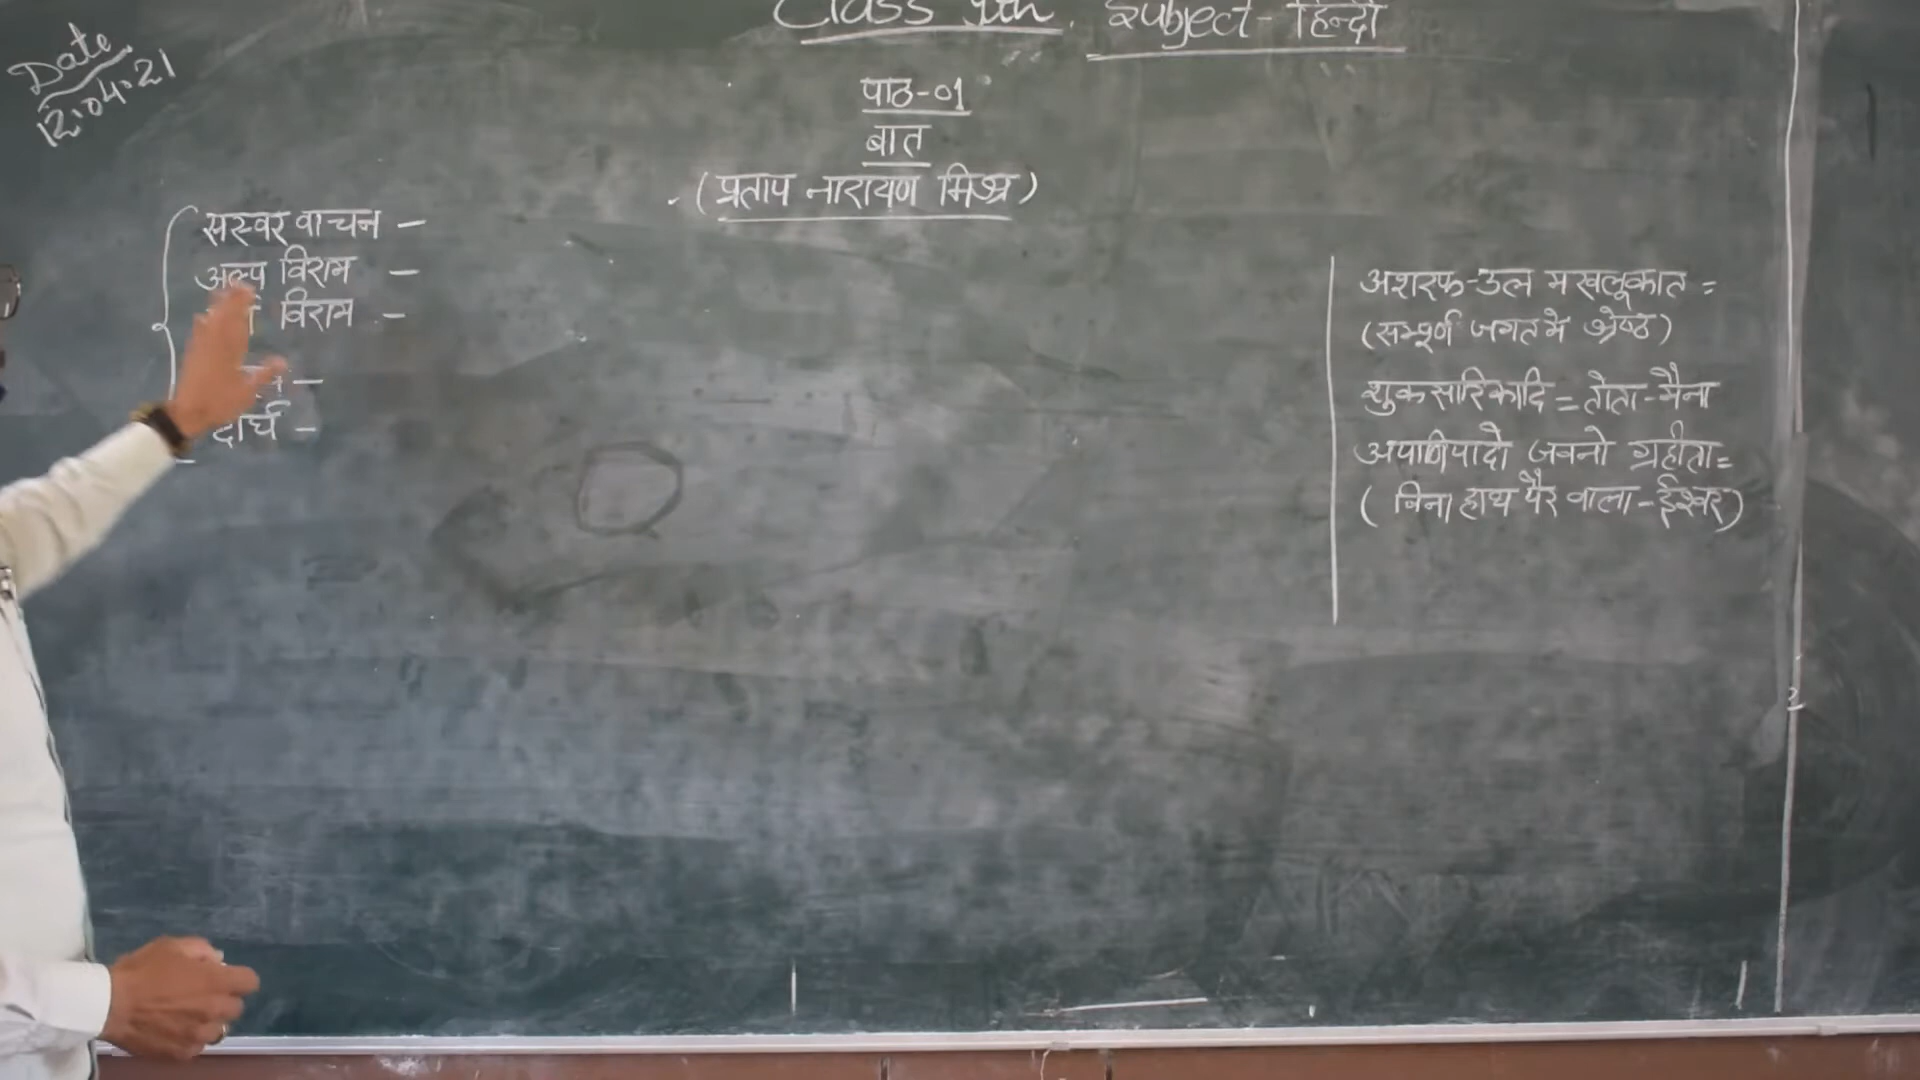 Class 9th. Subject- हिन्दी
Date
12.04.21
पाठ-01
बात
(प्रताप नारायण मिश्र)
सस्वर वाचन -
अल्प विराम -
विराम -
दीर्घ -
अशरफ-उल मखलूकात =
(सम्पूर्ण जगत में श्रेष्ठ)
शुकसारिकादि = तोता-मैना
अपाणिपादो जवनो ग्रहीता=
(बिना हाथ पैर वाला-ईश्वर)